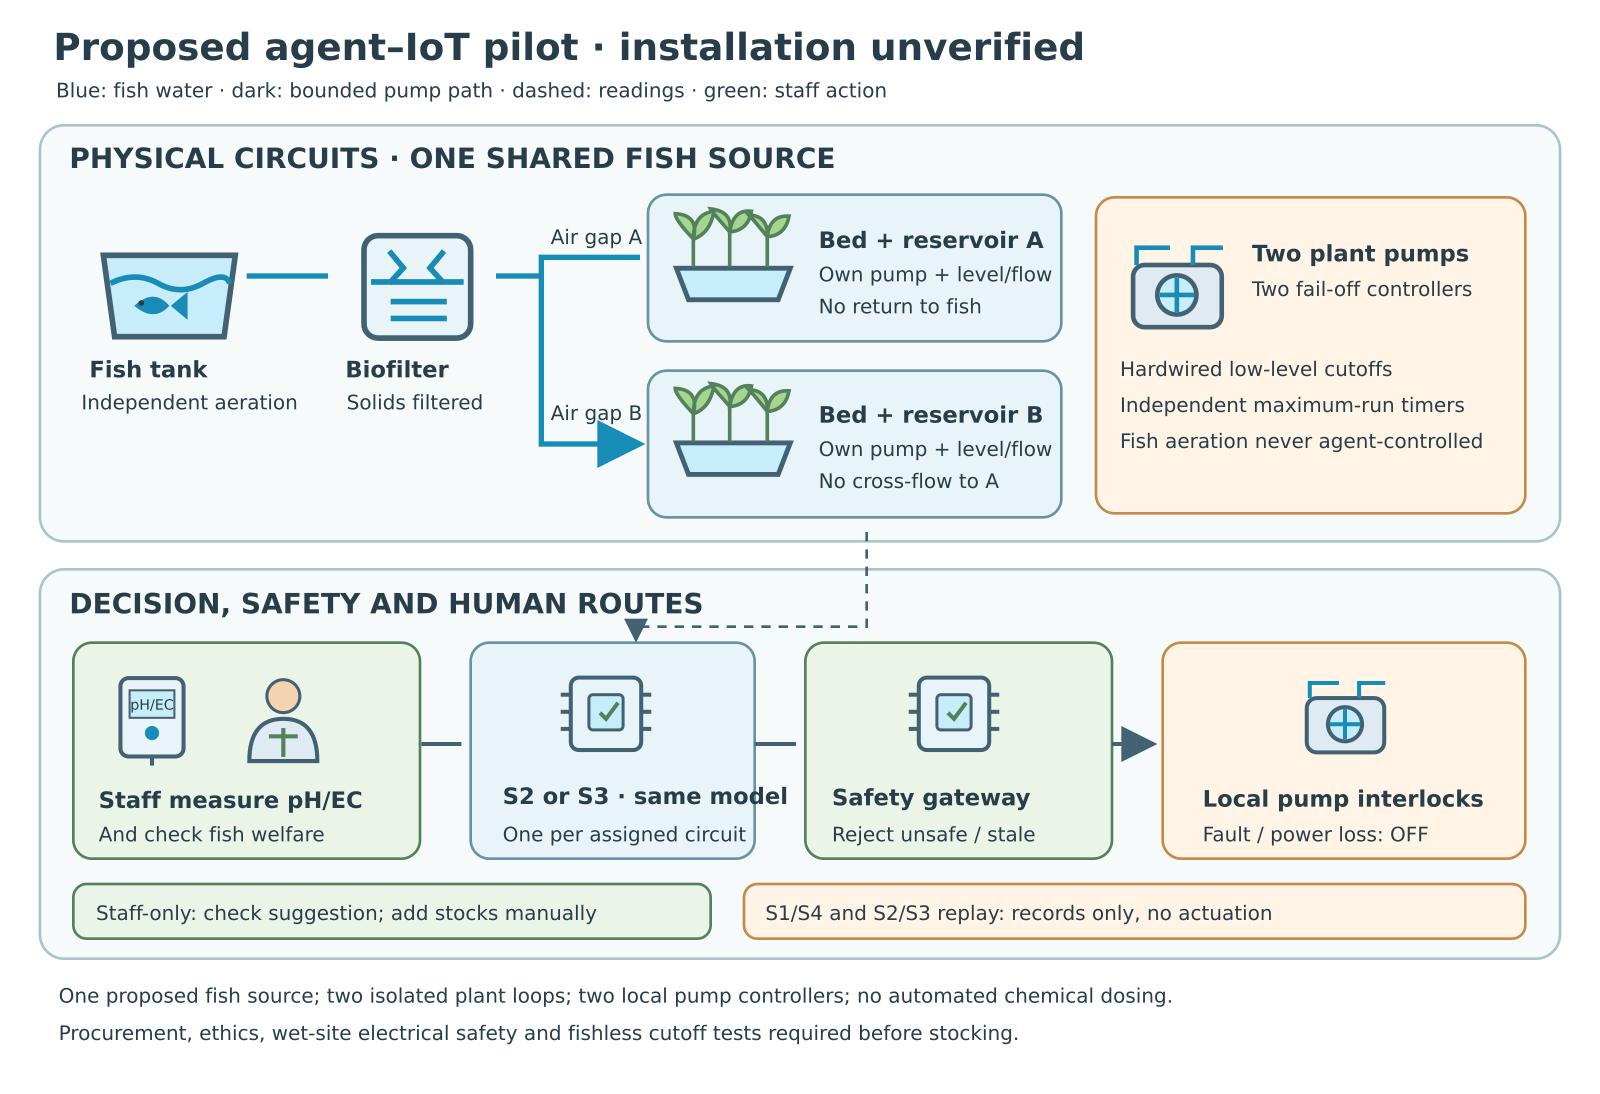 Proposed agent–IoT pilot · installation unverified
Blue: fish water · dark: bounded pump path · dashed: readings · green: staff action
PHYSICAL CIRCUITS · ONE SHARED FISH SOURCE
Fish tank
Independent aeration
Biofilter
Solids filtered
Air gap A
Air gap B
Bed + reservoir A
Own pump + level/flow
No return to fish
Bed + reservoir B
Own pump + level/flow
No cross-flow to A
Two plant pumps
Two fail-off controllers
Hardwired low-level cutoffs
Independent maximum-run timers
Fish aeration never agent-controlled
DECISION, SAFETY AND HUMAN ROUTES
pH/EC
Staff measure pH/EC
And check fish welfare
S2 or S3 · same model
One per assigned circuit
Safety gateway
Reject unsafe / stale
Local pump interlocks
Fault / power loss: OFF
Staff-only: check suggestion; add stocks manually
S1/S4 and S2/S3 replay: records only, no actuation
One proposed fish source; two isolated plant loops; two local pump controllers; no automated chemical dosing.
Procurement, ethics, wet-site electrical safety and fishless cutoff tests required before stocking.